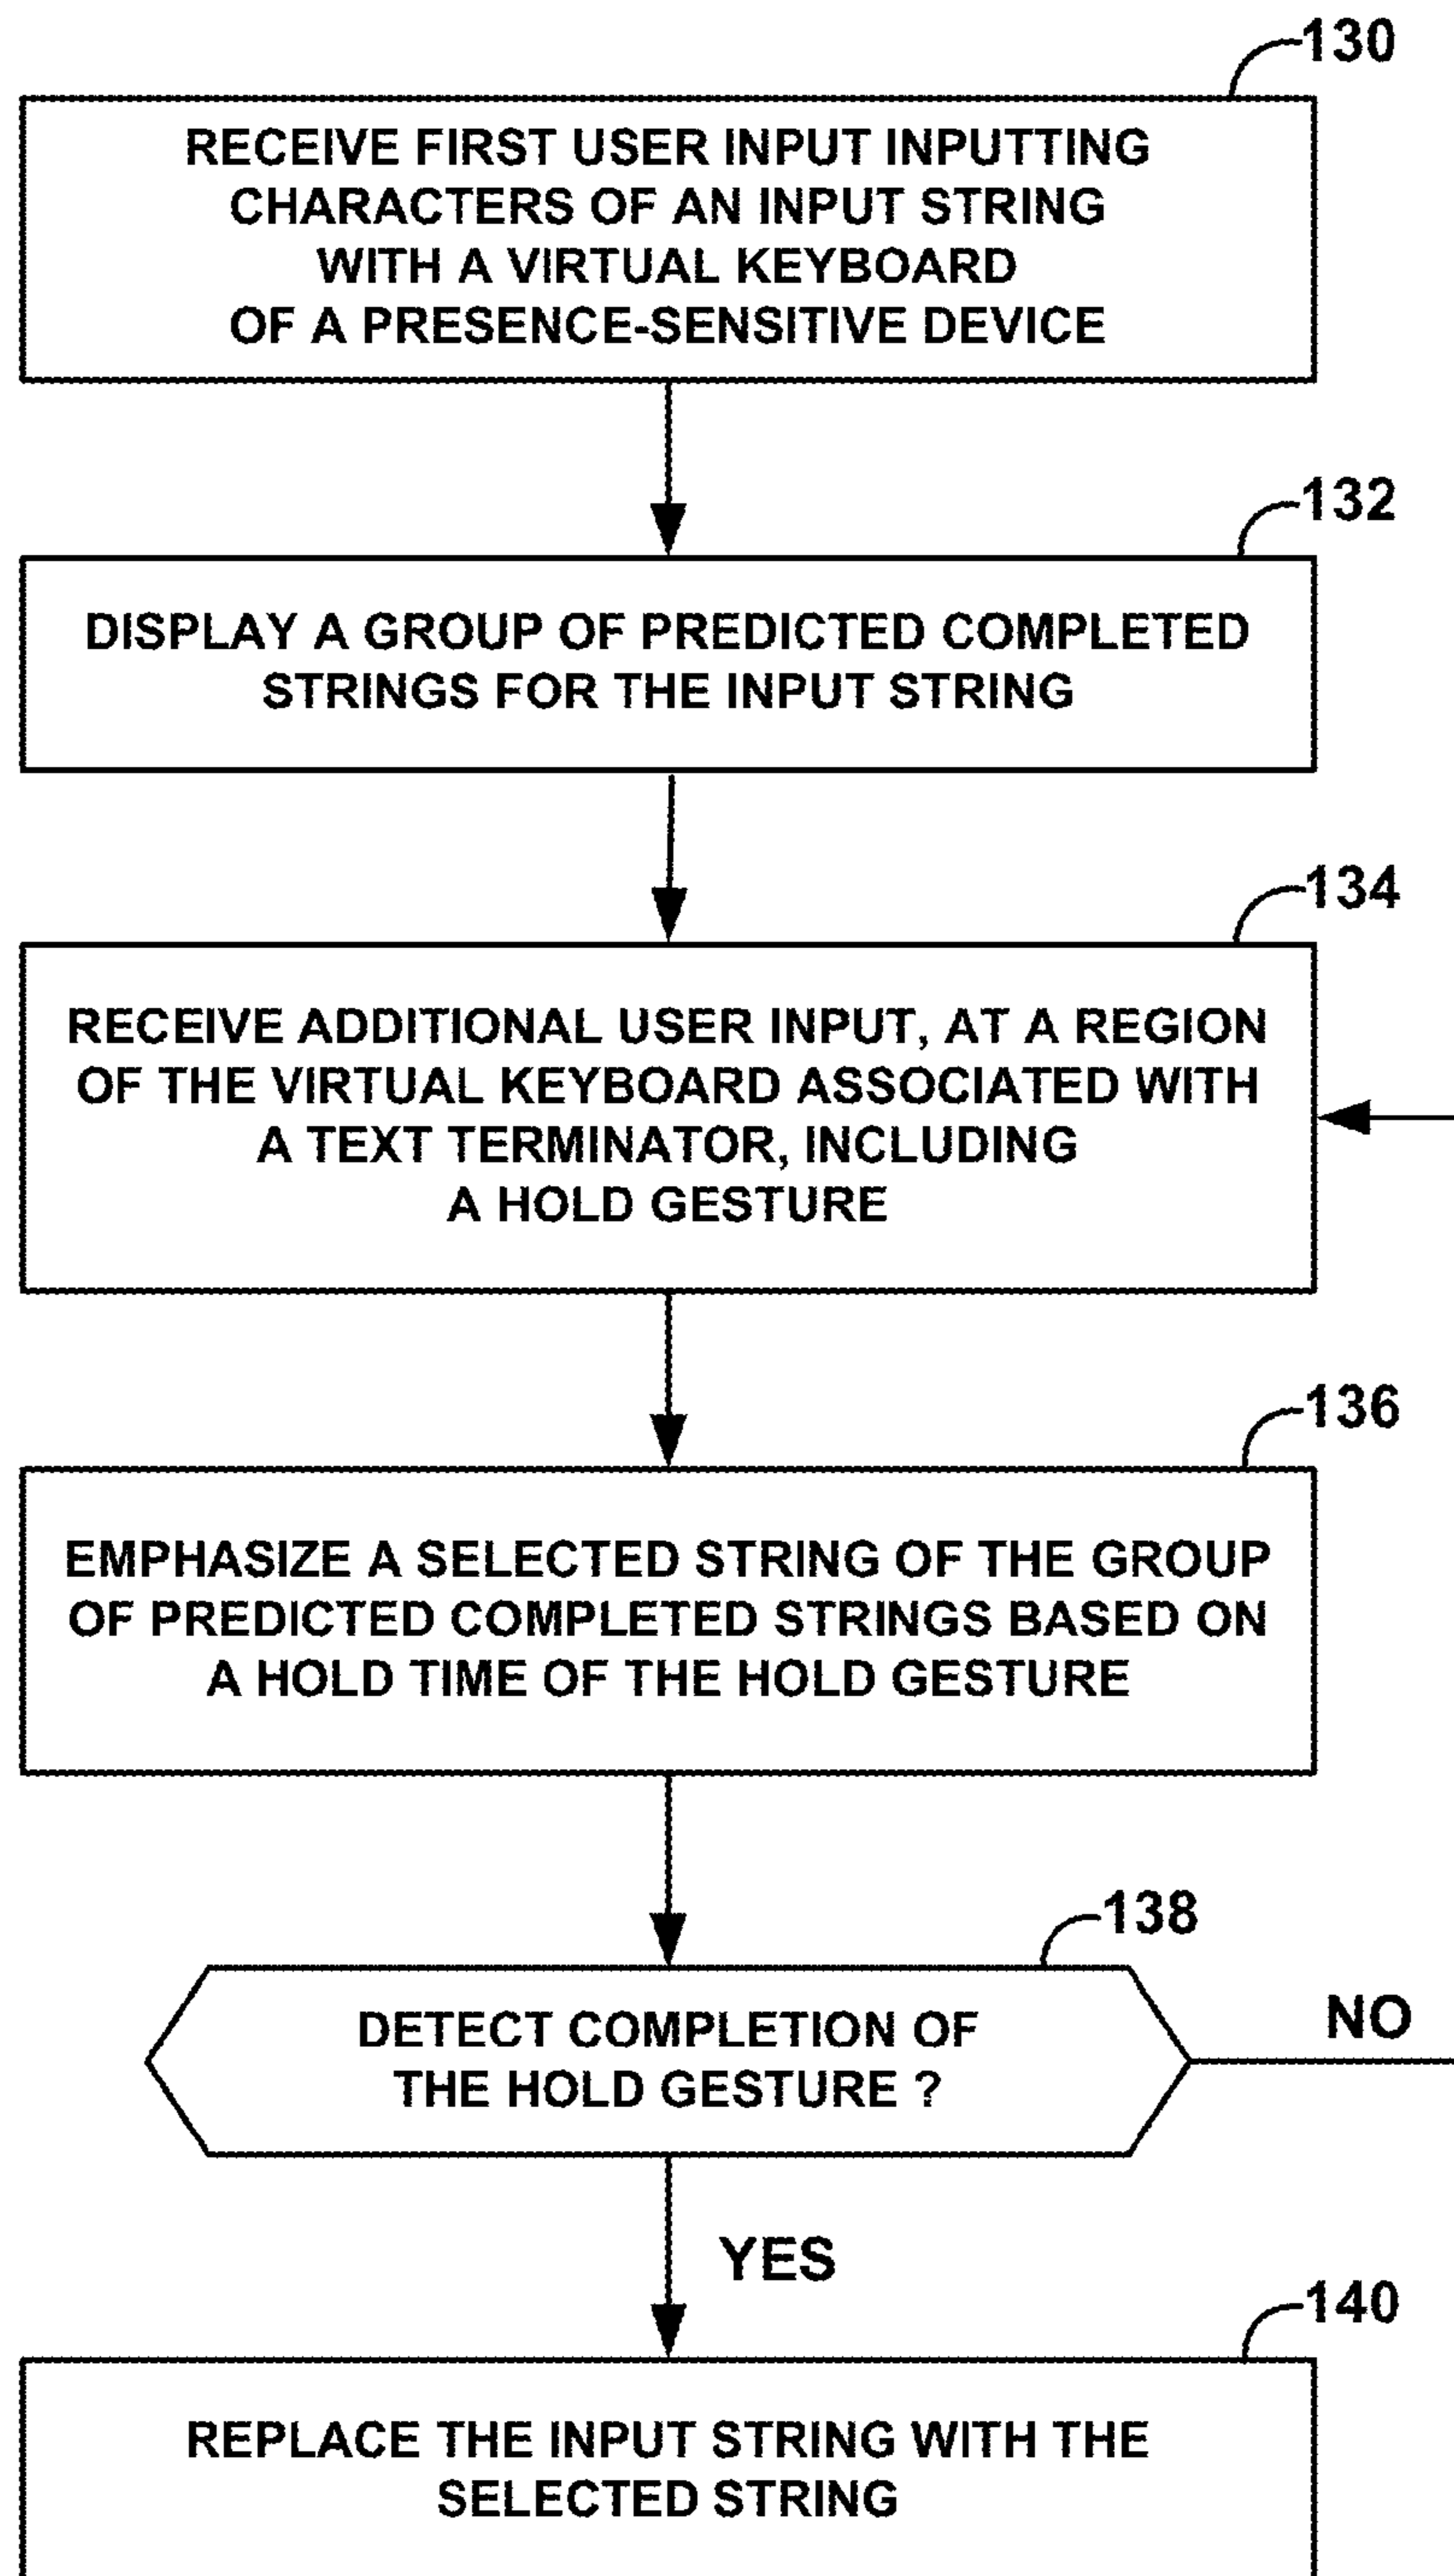 130
RECEIVE FIRST USER INPUT INPUTTING
CHARACTERS OF AN INPUT STRING
WITH A VIRTUAL KEYBOARD
OF A PRESENCE-SENSITIVE DEVICE
132
DISPLAY A GROUP OF PREDICTED COMPLETED
STRINGS FOR THE INPUT STRING
134
RECEIVE ADDITIONAL USER INPUT, AT A REGION
OF THE VIRTUAL KEYBOARD ASSOCIATED WITH
A TEXT TERMINATOR, INCLUDING
A HOLD GESTURE
136
EMPHASIZE A SELECTED STRING OF THE GROUP
OF PREDICTED COMPLETED STRINGS BASED ON
A HOLD TIME OF THE HOLD GESTURE
138
DETECT COMPLETION OF
THE HOLD GESTURE ?
NO
YES
140
REPLACE THE INPUT STRING WITH THE
SELECTED STRING